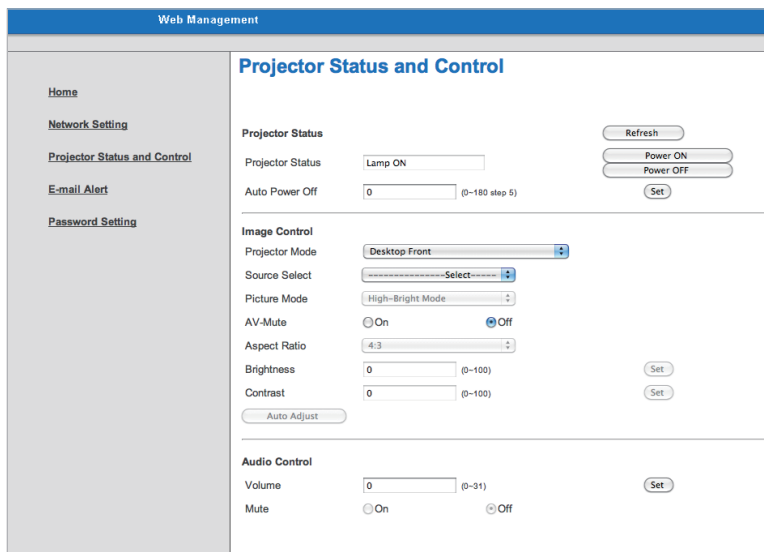 Web Management
Projector Status and Control
Home
Network Setting
Projector Status and Control
E-mail Alert
Password Setting
Projector Status
Refresh
Projector Status Lamp ON Power ON
Power OFF
Auto Power Off 0 (0~180 step 5) Set
Image Control
Projector Mode Desktop Front
Source Select ---------------Select-----
Picture Mode High-Bright Mode
AV-Mute On Off
Aspect Ratio 4:3
Brightness 0 (0~100) Set
Contrast 0 (0~100) Set
Auto Adjust
Audio Control
Volume 0 (0~31) Set
Mute On Off